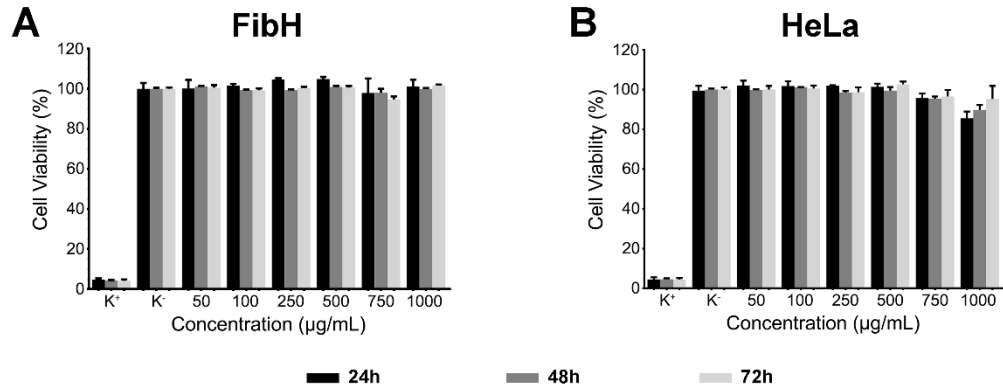 A FibH
120
100
80
60
40
20
0
Cell Viability (%)
K⁺ K⁻ 50 100 250 500 750 1000
Concentration (µg/mL)
B HeLa
120
100
80
60
40
20
0
Cell Viability (%)
K⁺ K⁻ 50 100 250 500 750 1000
Concentration (µg/mL)
24h 48h 72h